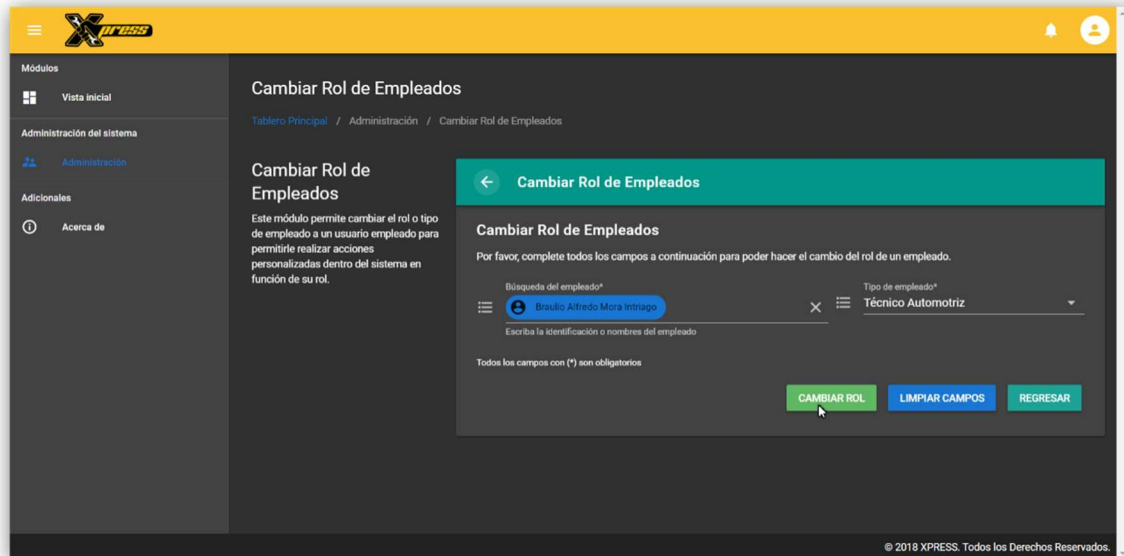 Xpress
Módulos
Vista inicial
Administración del sistema
Administración
Adicionales
Acerca de
Cambiar Rol de Empleados
Tablero Principal / Administración / Cambiar Rol de Empleados
Cambiar Rol de
Empleados
Este módulo permite cambiar el rol o tipo
de empleado a un usuario empleado para
permitirle realizar acciones
personalizadas dentro del sistema en
función de su rol.
Cambiar Rol de Empleados
Cambiar Rol de Empleados
Por favor, complete todos los campos a continuación para poder hacer el cambio del rol de un empleado.
Búsqueda del empleado*
Braulio Alfredo Mora Intriago
Escriba la identificación o nombres del empleado
Tipo de empleado*
Técnico Automotriz
Todos los campos con (*) son obligatorios
CAMBIAR ROL
LIMPIAR CAMPOS
REGRESAR
© 2018 XPRESS. Todos los Derechos Reservados.